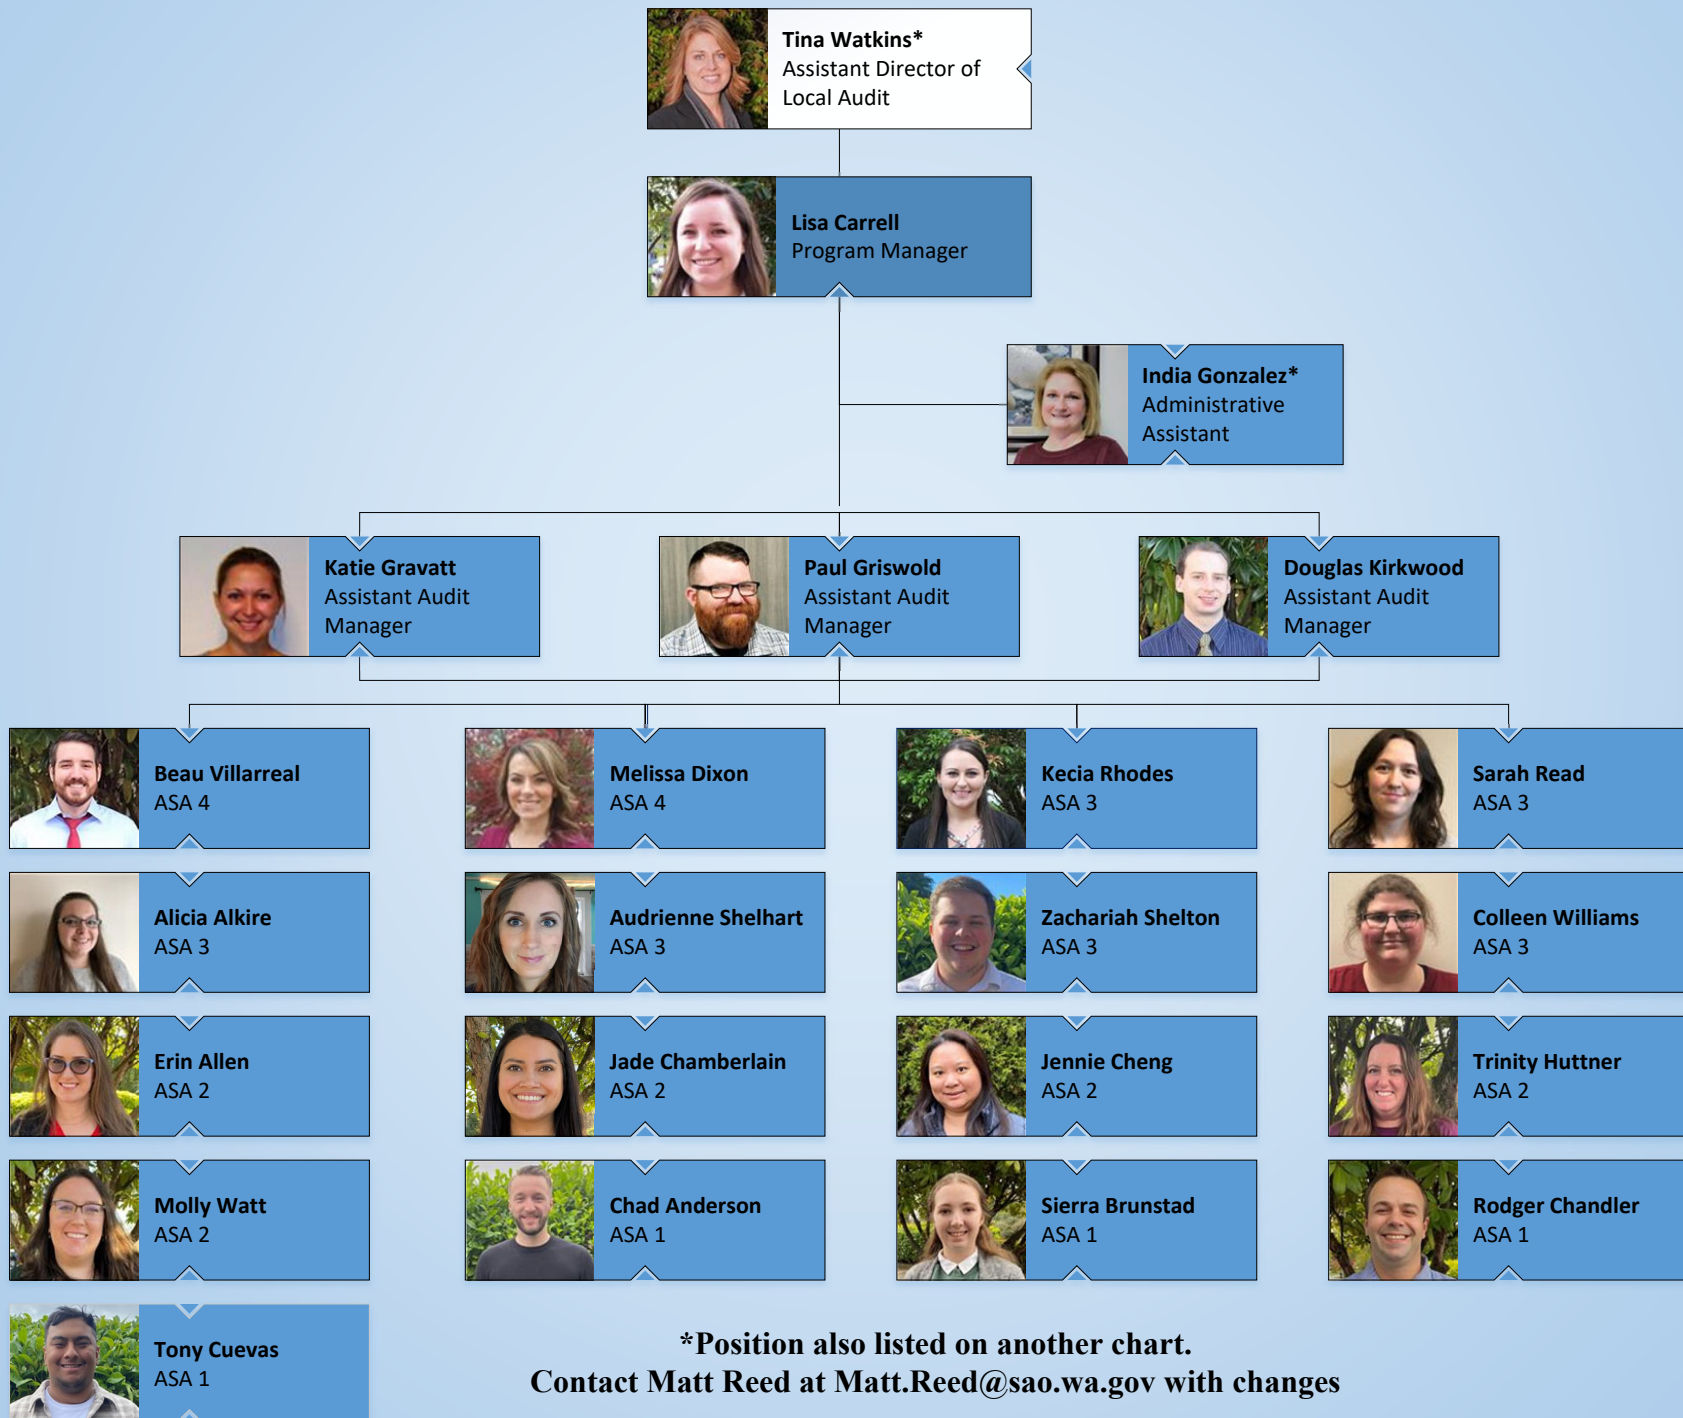 Tina Watkins*
Assistant Director of
Local Audit
Lisa Carrell
Program Manager
India Gonzalez*
Administrative
Assistant
Katie Gravatt
Assistant Audit
Manager
Paul Griswold
Assistant Audit
Manager
Douglas Kirkwood
Assistant Audit
Manager
Beau Villarreal
ASA 4
Melissa Dixon
ASA 4
Kecia Rhodes
ASA 3
Sarah Read
ASA 3
Alicia Alkire
ASA 3
Audrienne Shelhart
ASA 3
Zachariah Shelton
ASA 3
Colleen Williams
ASA 3
Erin Allen
ASA 2
Jade Chamberlain
ASA 2
Jennie Cheng
ASA 2
Trinity Huttner
ASA 2
Molly Watt
ASA 2
Chad Anderson
ASA 1
Sierra Brunstad
ASA 1
Rodger Chandler
ASA 1
Tony Cuevas
ASA 1
*Position also listed on another chart.
Contact Matt Reed at Matt.Reed@sao.wa.gov with changes